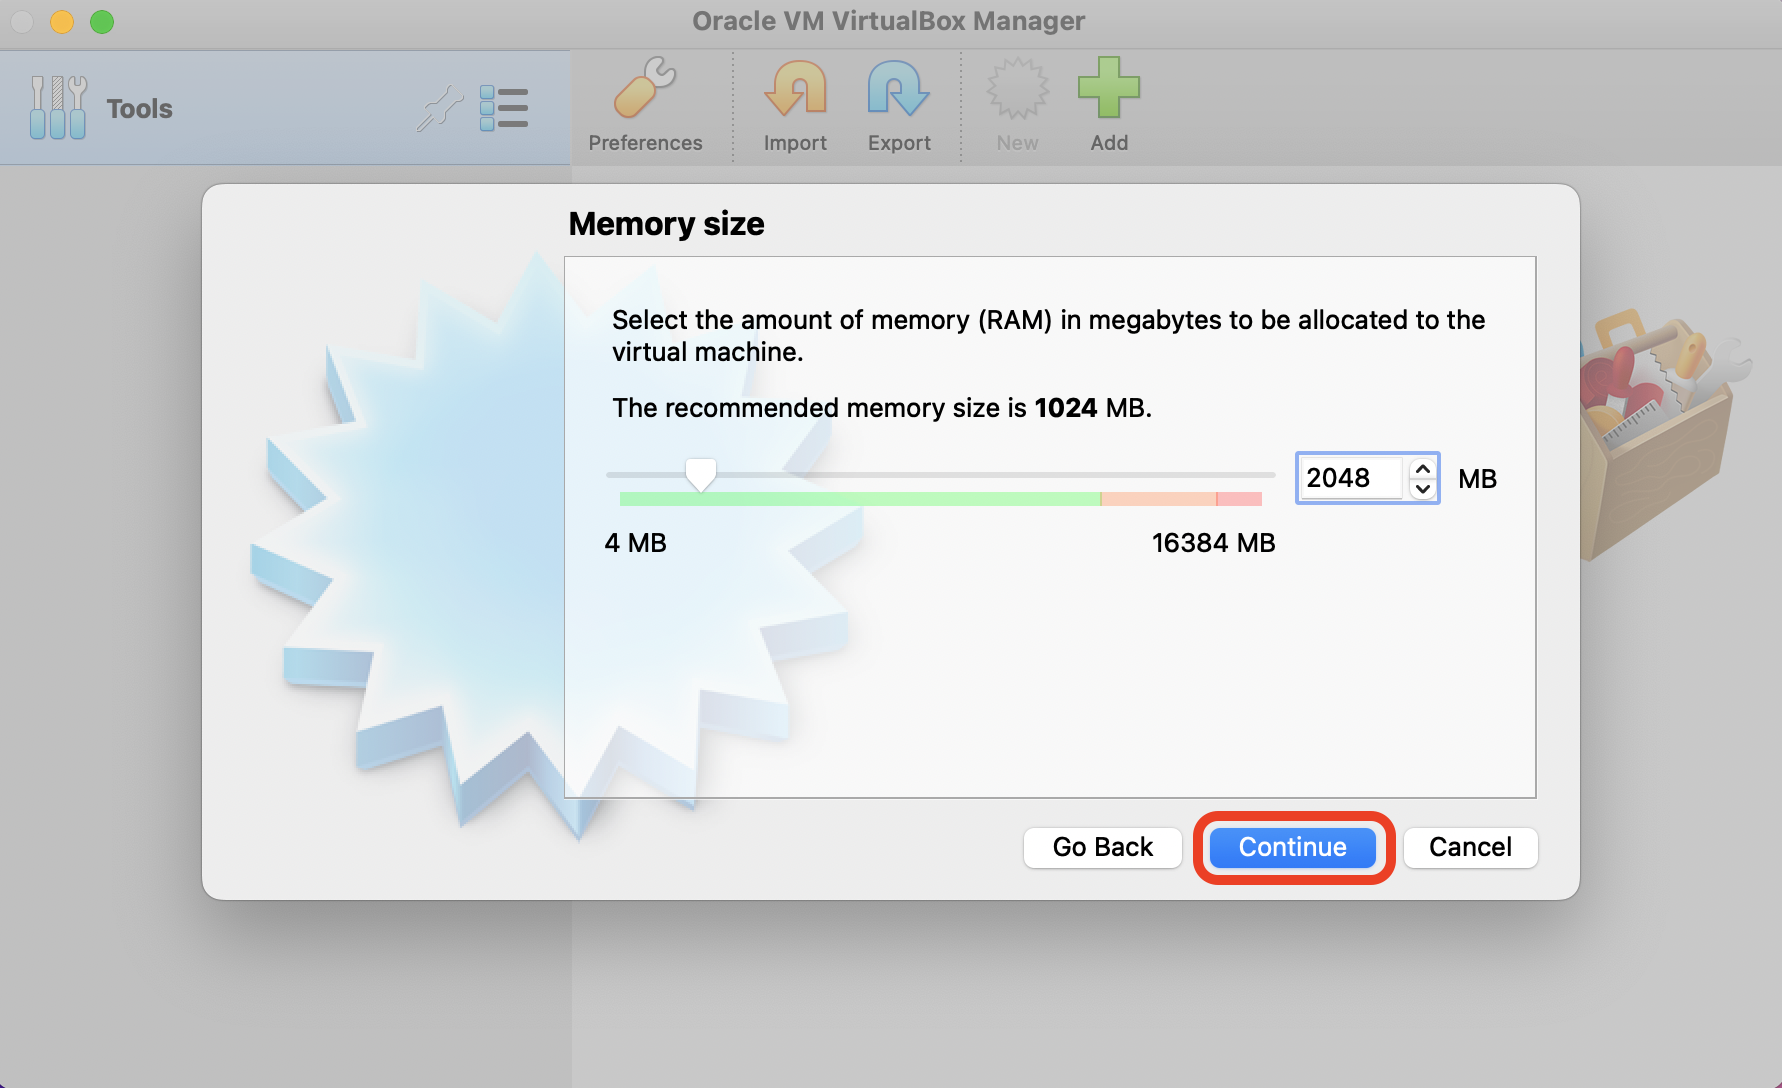 Oracle VM VirtualBox Manager
Tools
Preferences
Import
Export
New
Add
Memory size
Select the amount of memory (RAM) in megabytes to be allocated to the
virtual machine.
The recommended memory size is 1024 MB.
2048 MB
4 MB
16384 MB
Go Back
Continue
Cancel